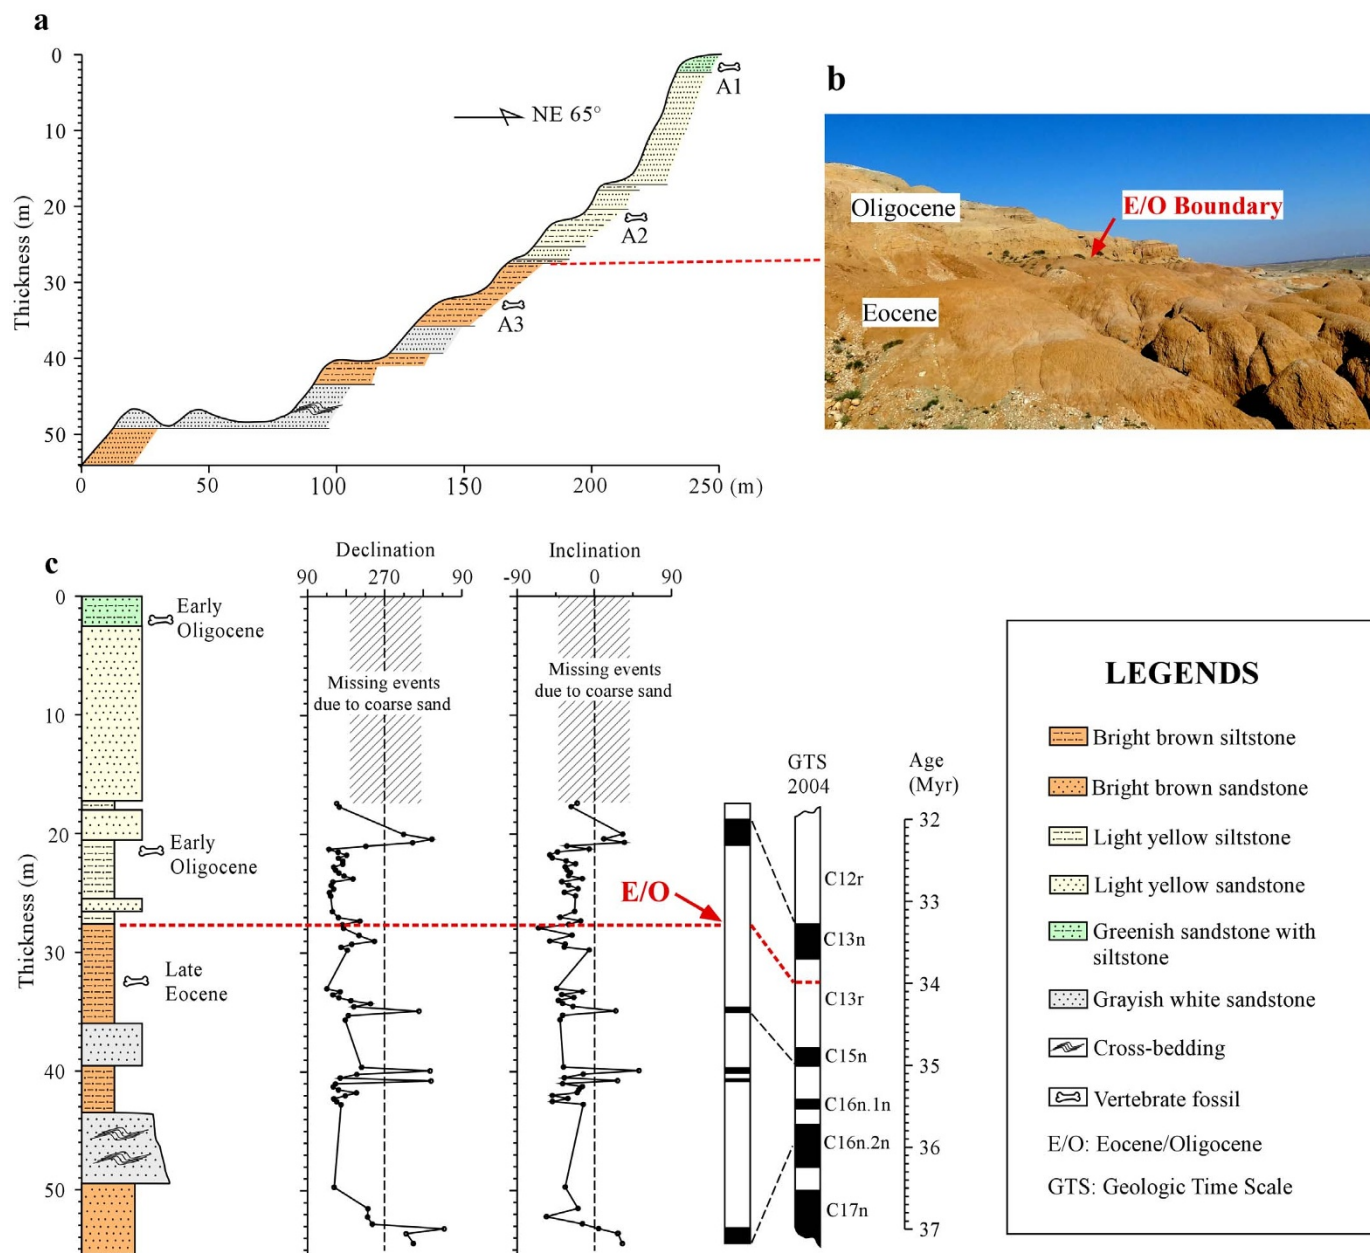 a
0
10
20
30
40
50
Thickness (m)
NE 65°
A1
A2
A3
0
50
100
150
200
250
(m)
b
Oligocene
E/O Boundary
Eocene
c
Declination
90
270
90
Inclination
-90
0
90
0
10
20
30
40
50
Thickness (m)
Early
Oligocene
Early
Oligocene
Late
Eocene
Missing events
due to coarse sand
Missing events
due to coarse sand
E/O
GTS
2004
C12r
C13n
C13r
C15n
C16n.1n
C16n.2n
C17n
Age
(Myr)
32
33
34
35
36
37
LEGENDS
Bright brown siltstone
Bright brown sandstone
Light yellow siltstone
Light yellow sandstone
Greenish sandstone with
siltstone
Grayish white sandstone
Cross-bedding
Vertebrate fossil
E/O: Eocene/Oligocene
GTS: Geologic Time Scale